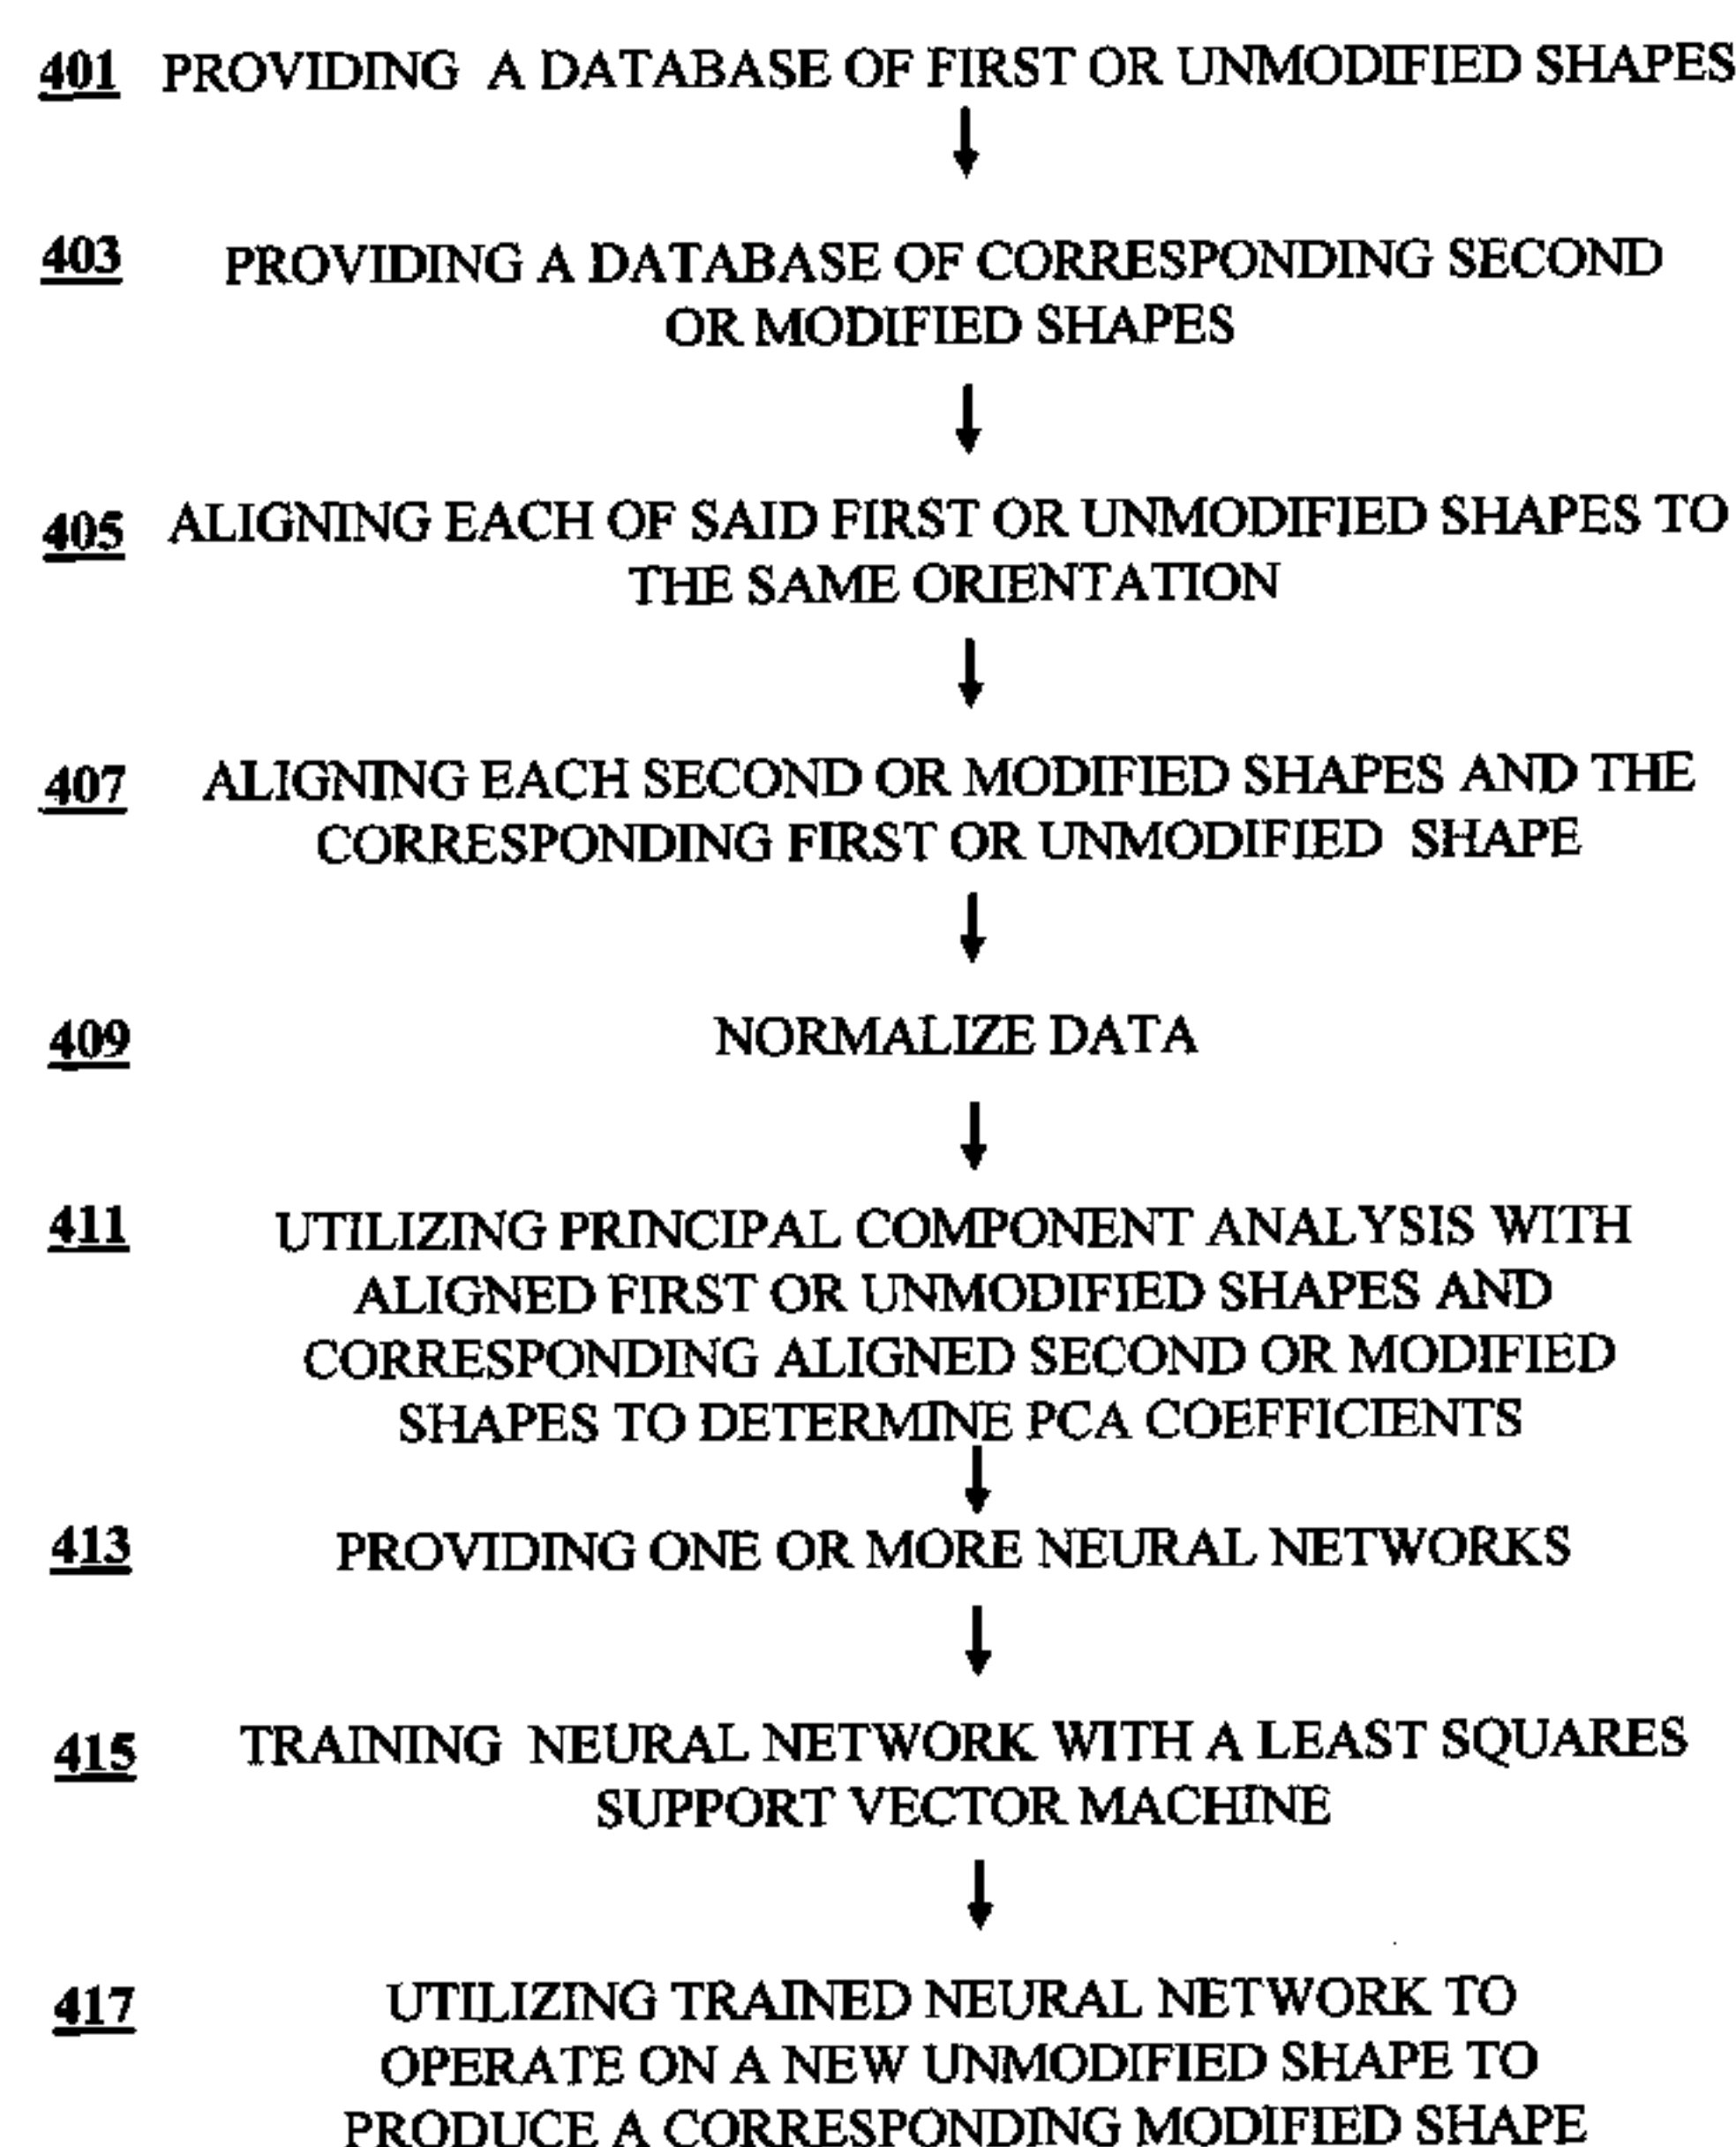 401 PROVIDING A DATABASE OF FIRST OR UNMODIFIED SHAPES
403 PROVIDING A DATABASE OF CORRESPONDING SECOND
OR MODIFIED SHAPES
405 ALIGNING EACH OF SAID FIRST OR UNMODIFIED SHAPES TO
THE SAME ORIENTATION
407 ALIGNING EACH SECOND OR MODIFIED SHAPES AND THE
CORRESPONDING FIRST OR UNMODIFIED SHAPE
409 NORMALIZE DATA
411 UTILIZING PRINCIPAL COMPONENT ANALYSIS WITH
ALIGNED FIRST OR UNMODIFIED SHAPES AND
CORRESPONDING ALIGNED SECOND OR MODIFIED
SHAPES TO DETERMINE PCA COEFFICIENTS
413 PROVIDING ONE OR MORE NEURAL NETWORKS
415 TRAINING NEURAL NETWORK WITH A LEAST SQUARES
SUPPORT VECTOR MACHINE
417 UTILIZING TRAINED NEURAL NETWORK TO
OPERATE ON A NEW UNMODIFIED SHAPE TO
PRODUCE A CORRESPONDING MODIFIED SHAPE